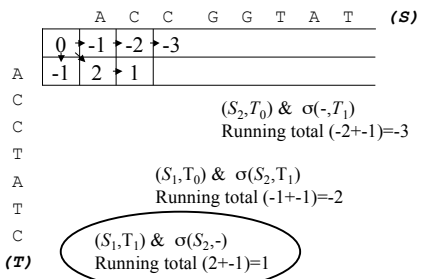 A C C G G T A T (S)
0 -1 -2 -3
A -1 2 1
C
C
T
A
T
C
(T)
(S₂,T₀) & σ(-,T₁)
Running total (-2+-1)=-3
(S₁,T₀) & σ(S₂,T₁)
Running total (-1+-1)=-2
(S₁,T₁) & σ(S₂,-)
Running total (2+-1)=1